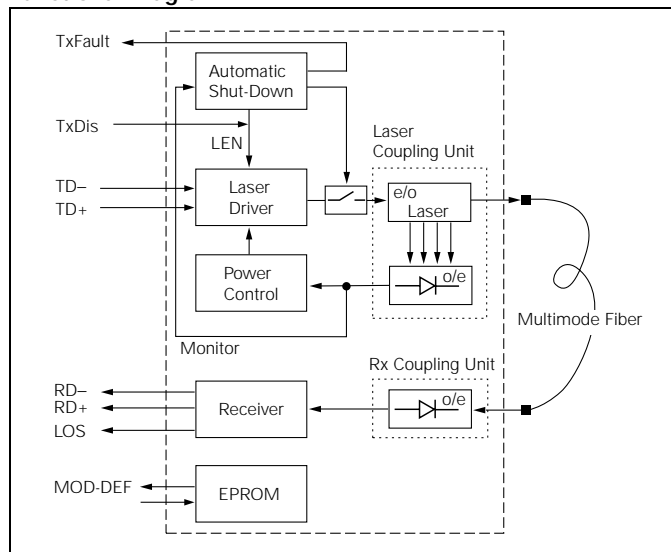 TxFault
Automatic
Shut-Down
TxDis
LEN
Laser
Coupling Unit
TD–
TD+
Laser
Driver
e/o
Laser
Power
Control
o/e
Monitor
Multimode Fiber
Rx Coupling Unit
RD–
RD+
LOS
Receiver
o/e
MOD-DEF
EPROM